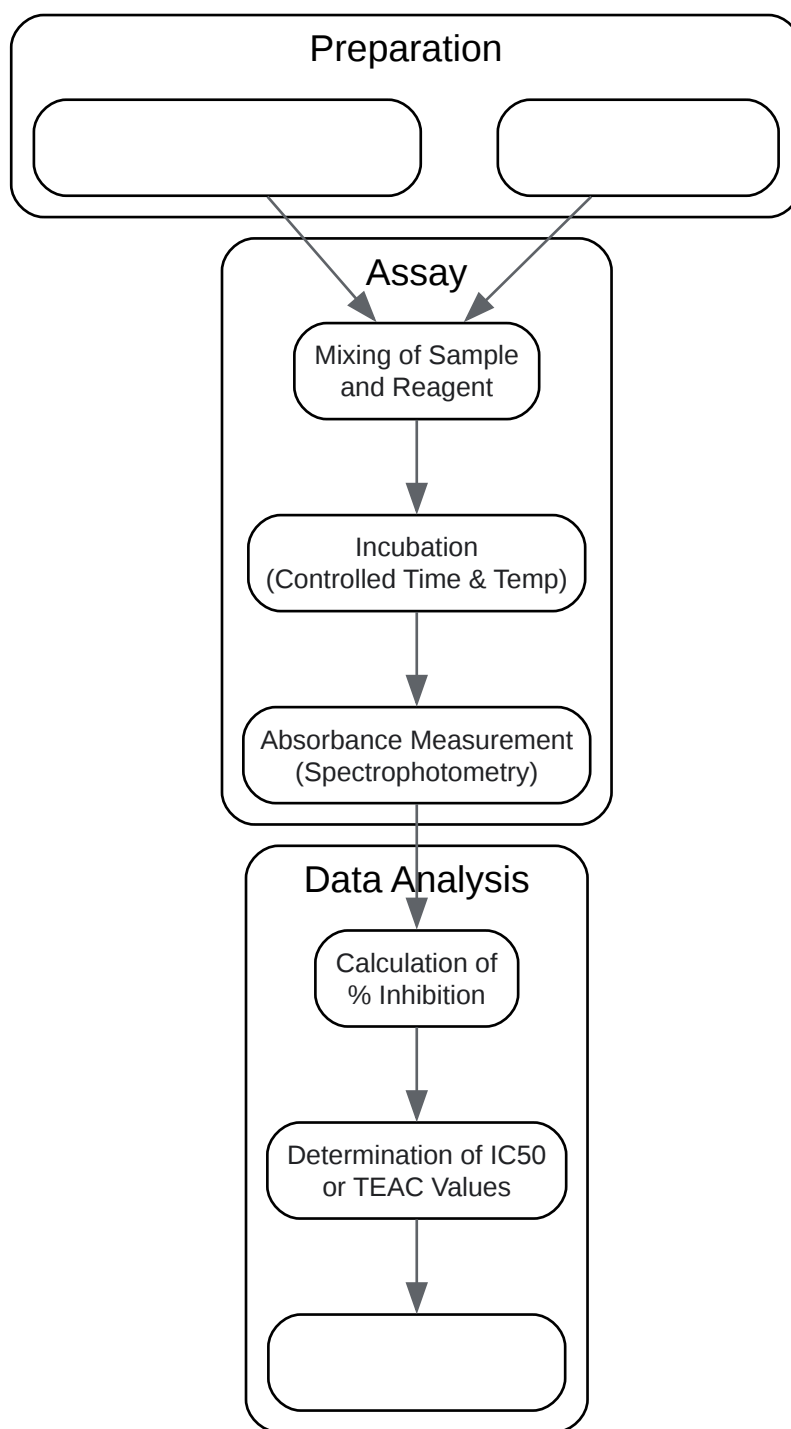 Preparation
Assay
Mixing of Sample
and Reagent
Incubation
(Controlled Time & Temp)
Absorbance Measurement
(Spectrophotometry)
Data Analysis
Calculation of
% Inhibition
Determination of IC50
or TEAC Values